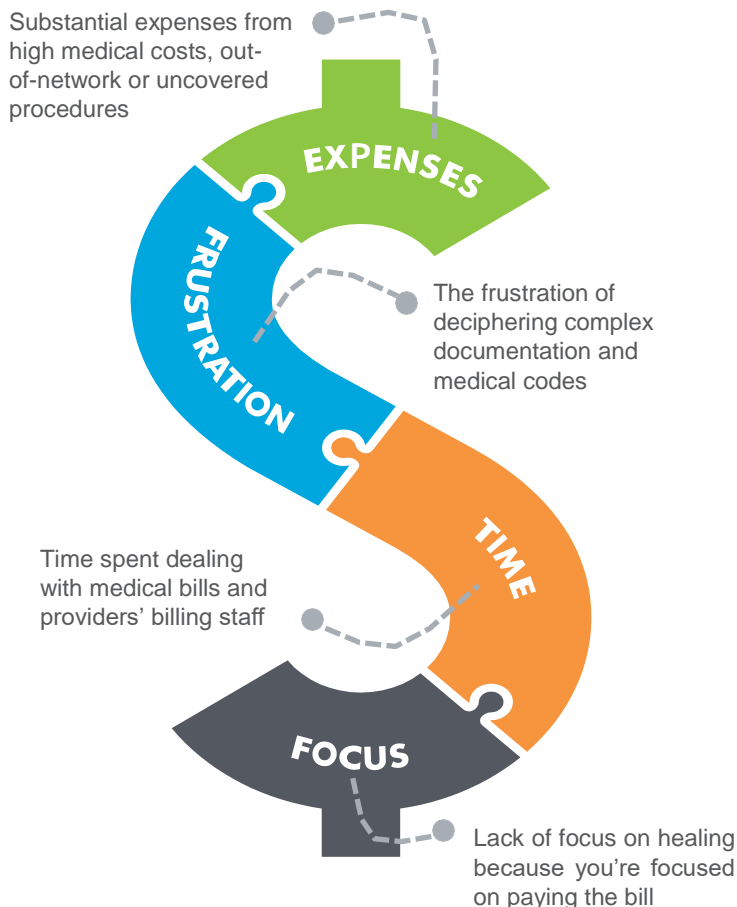 Substantial expenses from
high medical costs, out-
of-network or uncovered
procedures
EXPENSES
FRUSTRATION
The frustration of
deciphering complex
documentation and
medical codes
TIME
Time spent dealing
with medical bills and
providers’ billing staff
FOCUS
Lack of focus on healing
because you're focused
on paying the bill